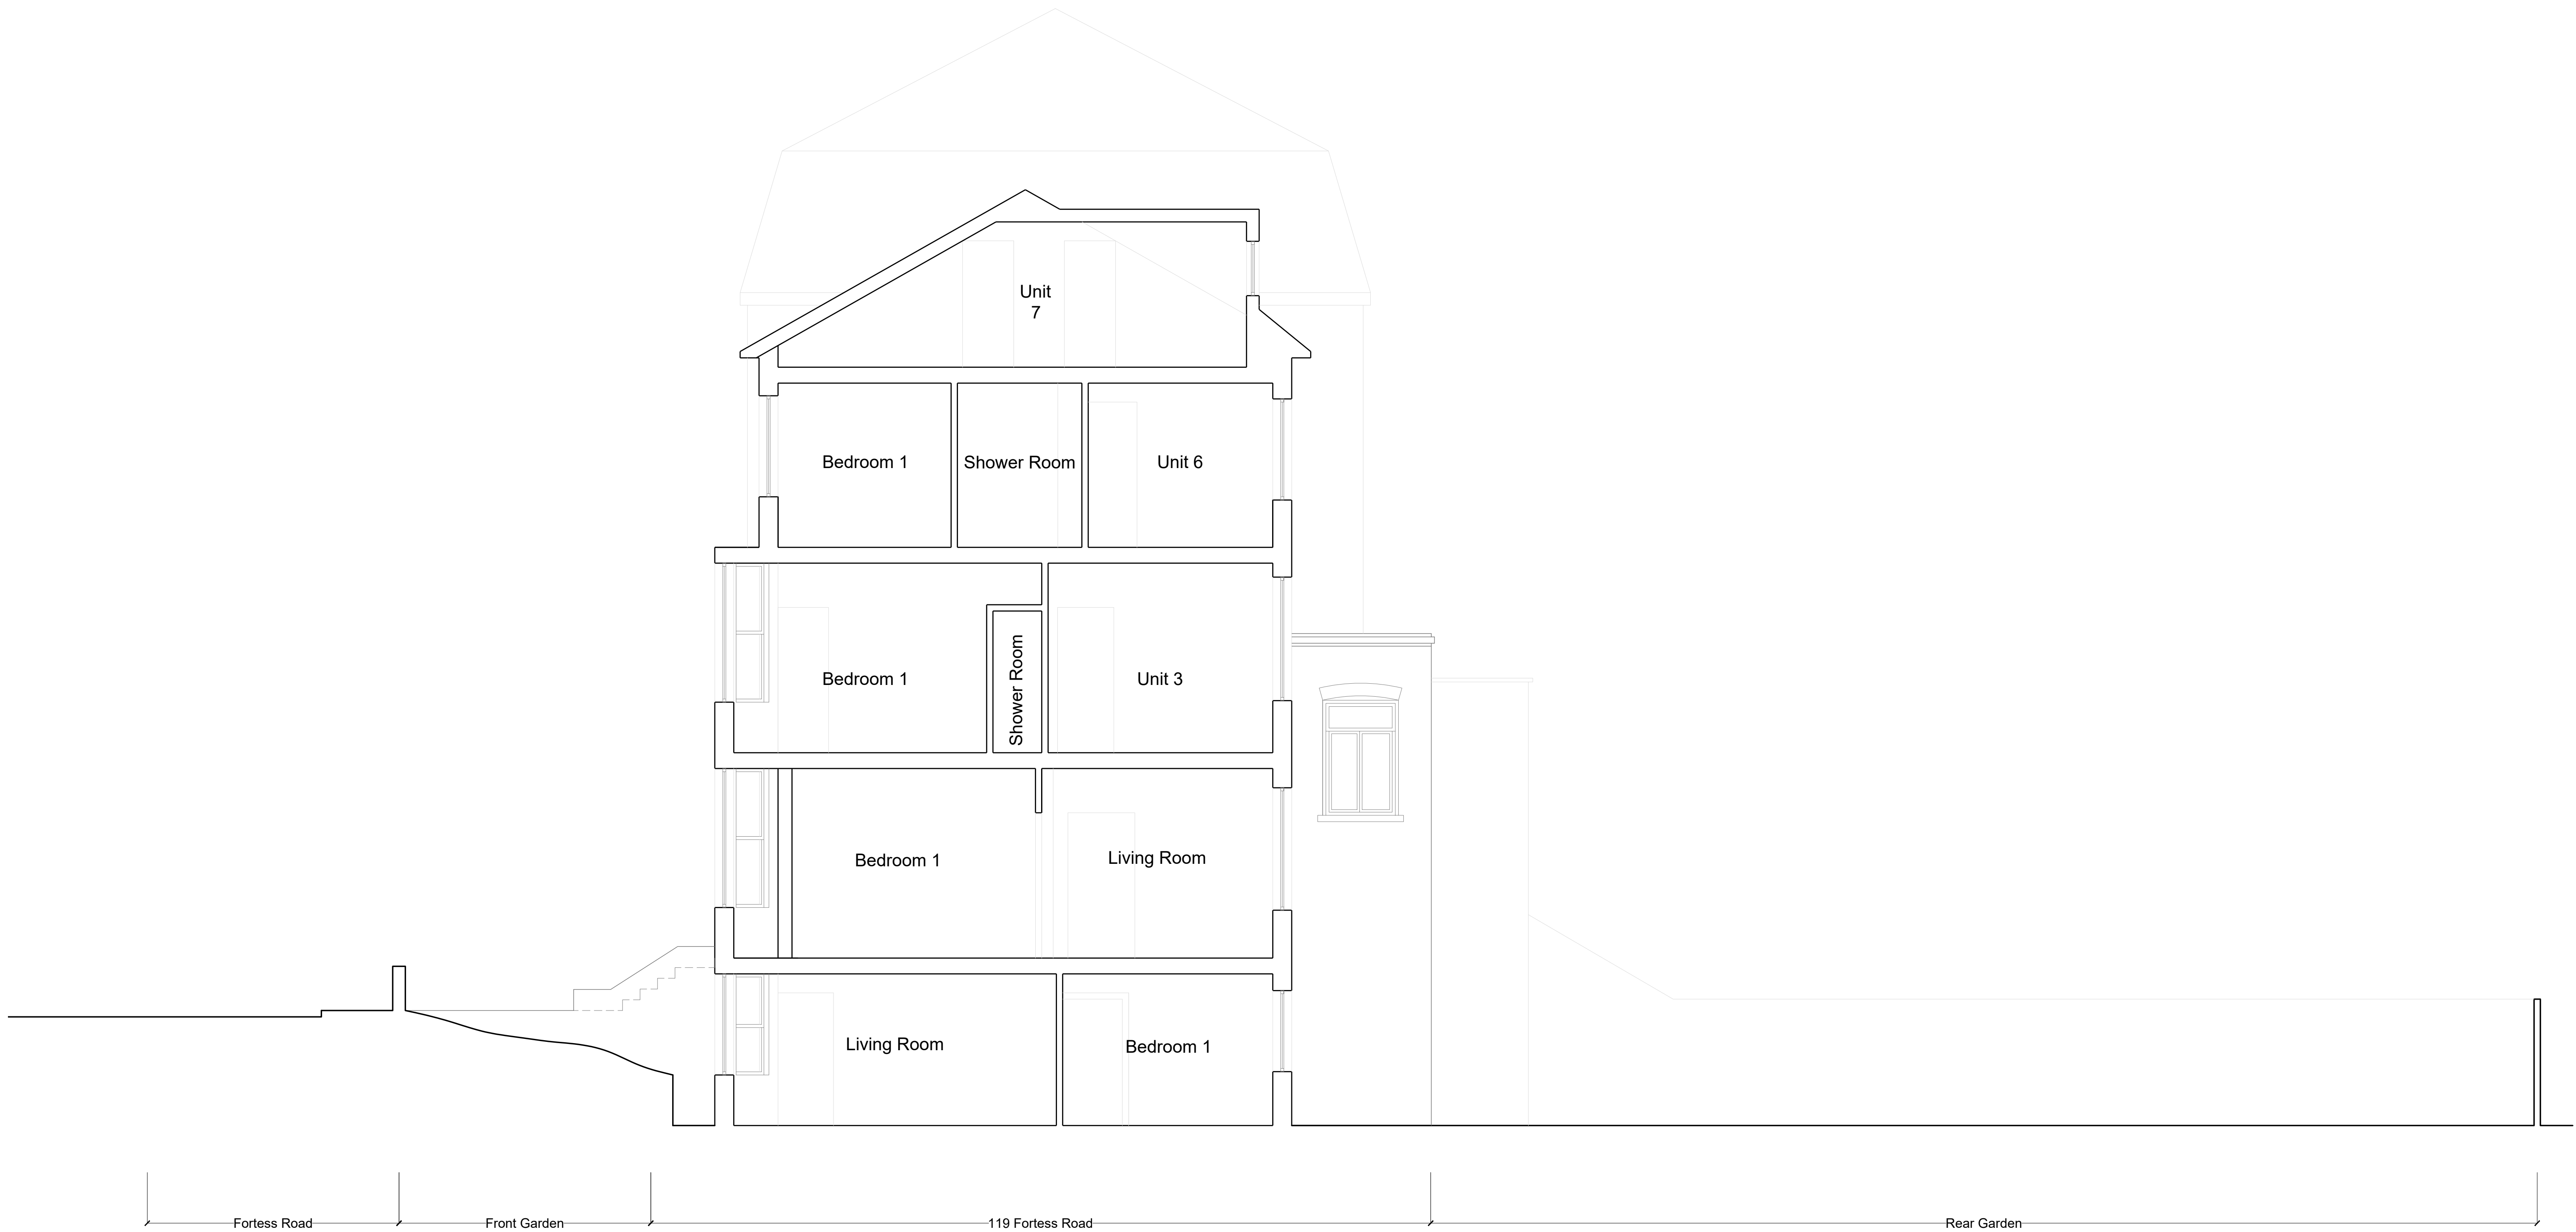 Unit
7
Bedroom 1
Shower Room
Unit 6
Bedroom 1
Shower Room
Unit 3
Bedroom 1
Living Room
Living Room
Bedroom 1
Fortess Road
Front Garden
119 Fortess Road
Rear Garden